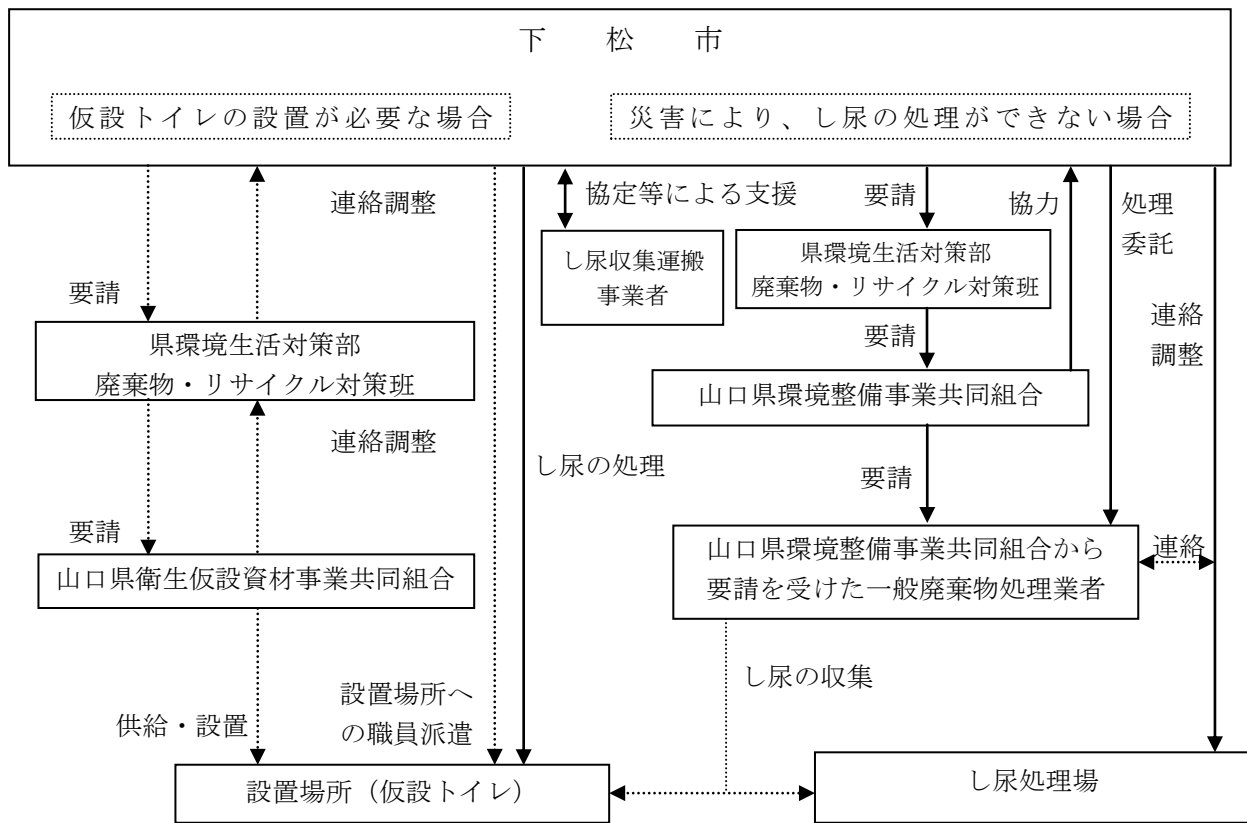 下 松 市
仮設トイレの設置が必要な場合
災害により、し尿の処理ができない場合
連絡調整
協定等による支援
要請
協力
処理
委託
し尿収集運搬
事業者
県環境生活対策部
廃棄物・リサイクル対策班
要請
連絡
調整
県環境生活対策部
廃棄物・リサイクル対策班
要請
山口県環境整備事業共同組合
連絡調整
し尿の処理
要請
要請
山口県衛生仮設資材事業共同組合
山口県環境整備事業共同組合から
要請を受けた一般廃棄物処理業者
連絡
し尿の収集
供給・設置
設置場所へ
の職員派遣
設置場所（仮設トイレ）
し尿処理場